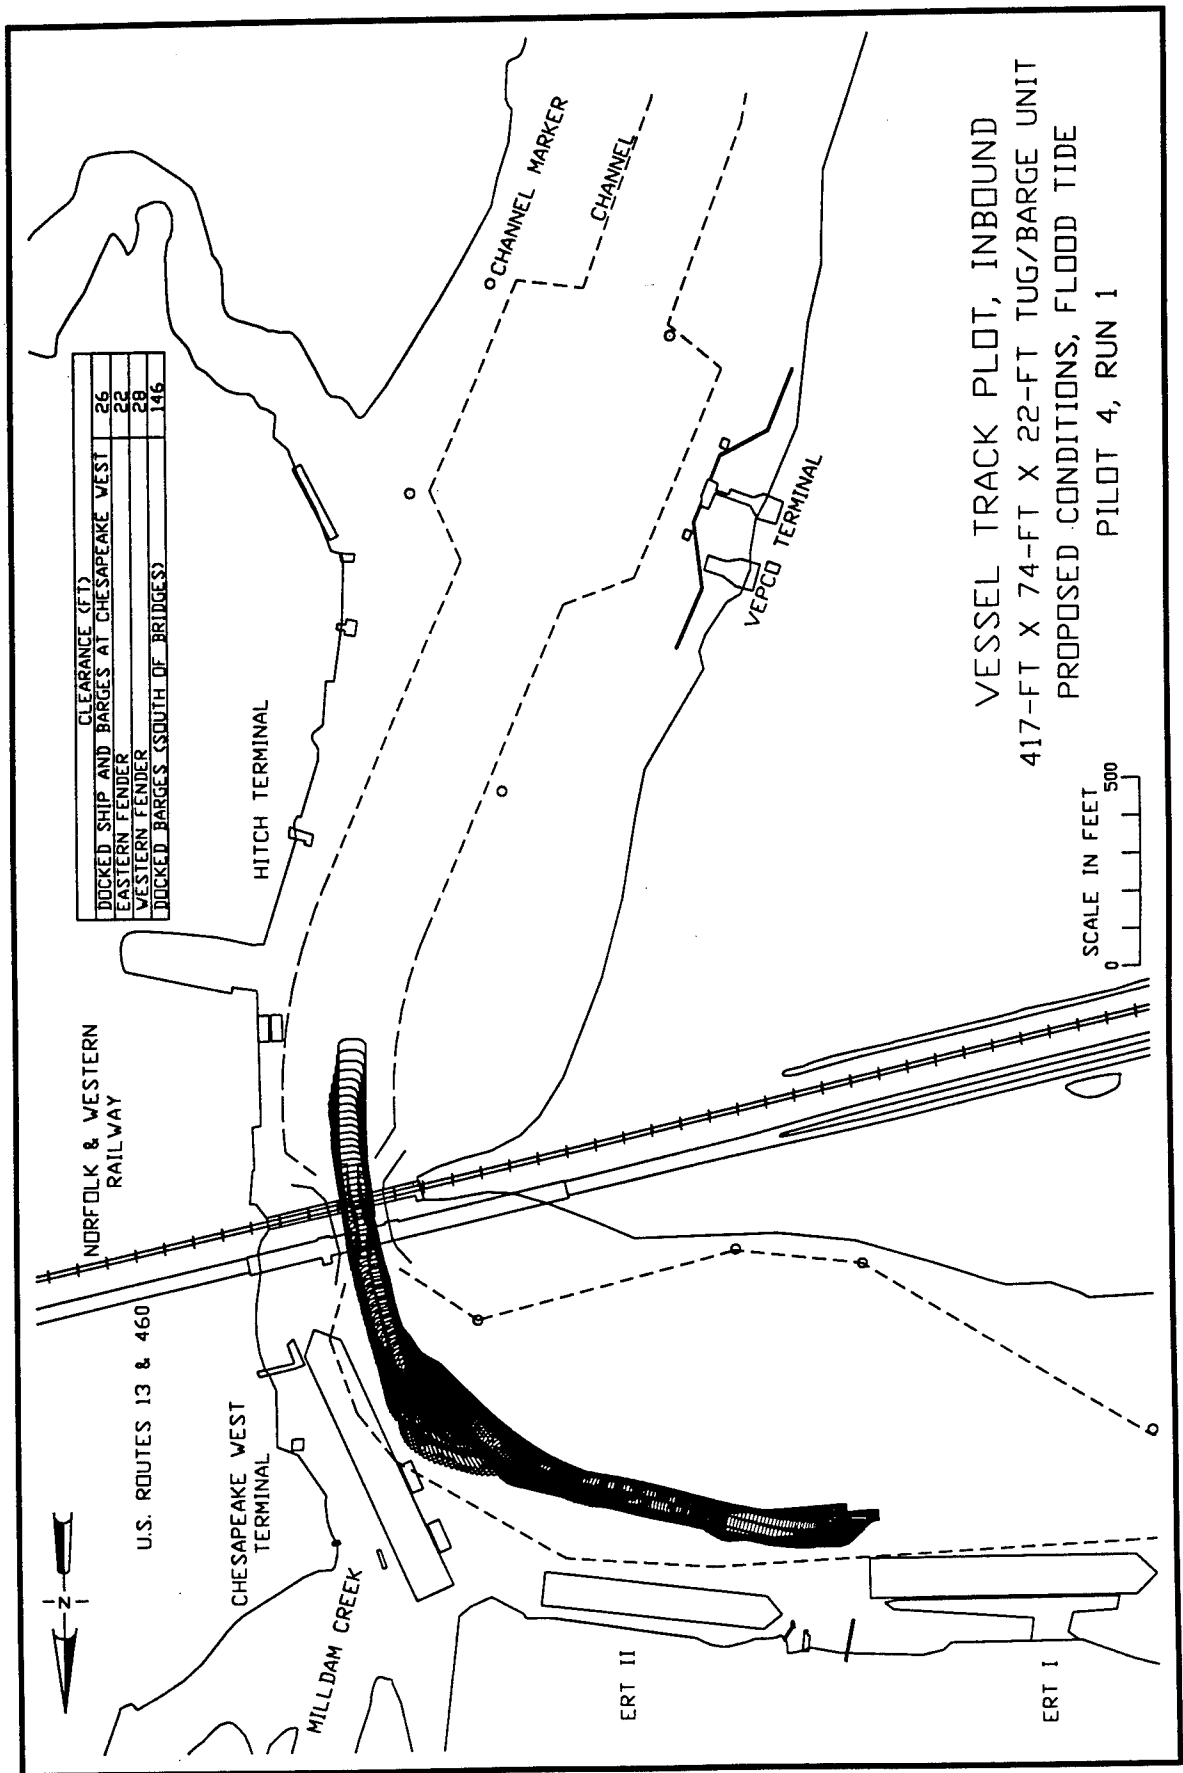 CLEARANCE (FT)
DOCKED SHIP AND BARGES AT CHESAPEAKE WEST 26
EASTERN FENDER 22
WESTERN FENDER 28
DOCKED BARGES (SOUTH OF BRIDGES) 146
N
U.S. ROUTES 13 & 460
NORFOLK & WESTERN
RAILWAY
HITCH TERMINAL
CHESAPEAKE WEST
TERMINAL
MILLDAM CREEK
CHANNEL MARKER
CHANNEL
VEPCO TERMINAL
ERT II
ERT I
SCALE IN FEET
0 500
VESSEL TRACK PLOT, INBOUND
417-FT X 74-FT X 22-FT TUG/BARGE UNIT
PROPOSED CONDITIONS, FLOOD TIDE
PILOT 4, RUN 1